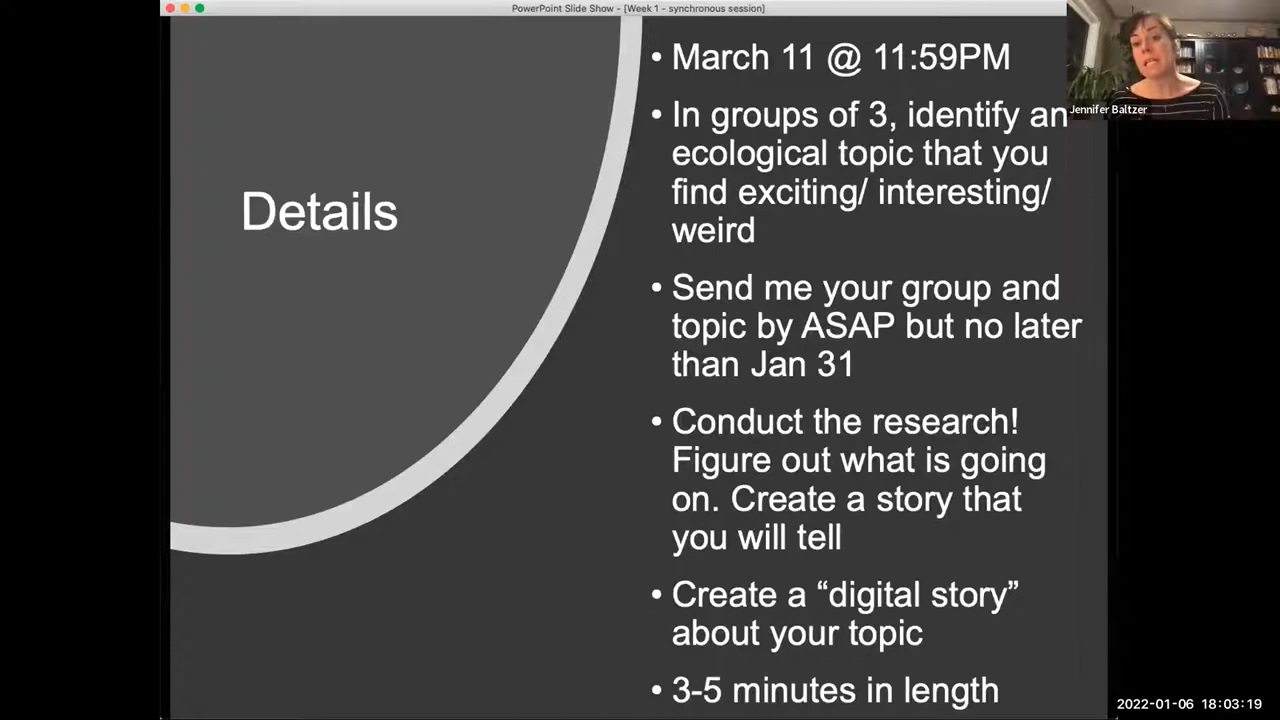 PowerPoint Slide Show - [Week 1 - synchronous session]
Details
• March 11 @ 11:59PM
• In groups of 3, identify an
ecological topic that you
find exciting/ interesting/
weird
• Send me your group and
topic by ASAP but no later
than Jan 31
• Conduct the research!
Figure out what is going
on. Create a story that
you will tell
• Create a “digital story”
about your topic
• 3-5 minutes in length
Jennifer Baltzer
2022-01-06 18:03:19